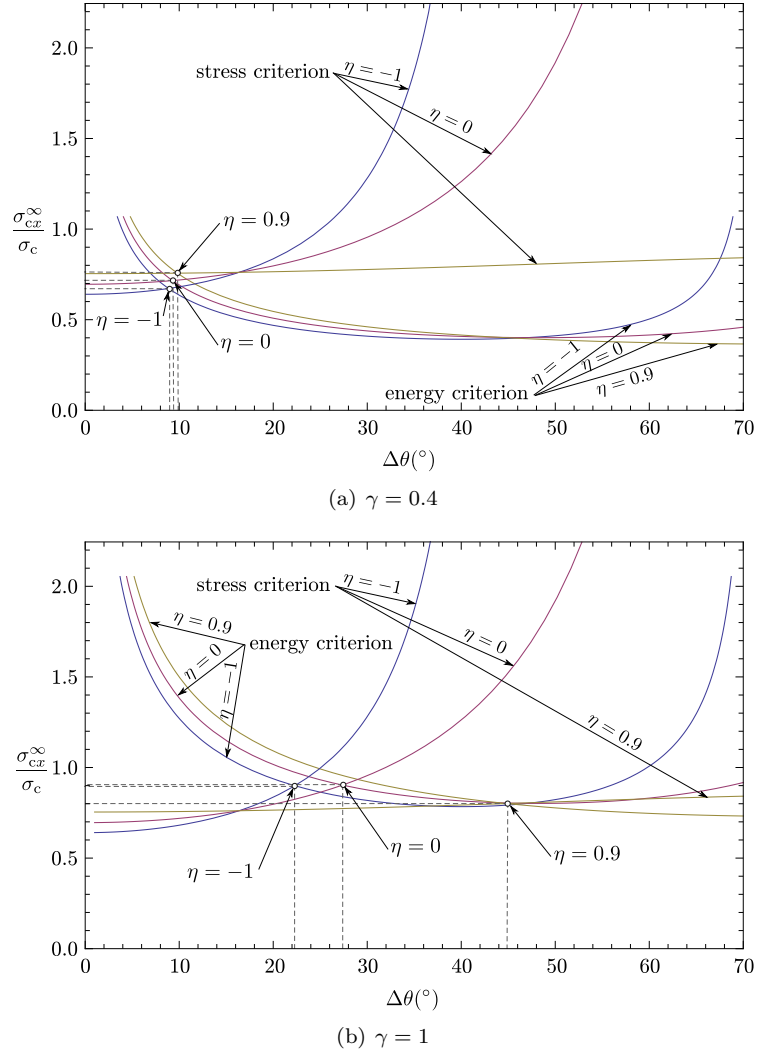 2.0
1.5
1.0
0.5
0.0
σ∞cx
σc
stress criterion
η = −1
η = 0
η = 0.9
η = −1
η = 0
energy criterion
η = −1
η = 0
η = 0.9
0 10 20 30 40 50 60 70
Δθ(°)
(a) γ = 0.4
2.0
1.5
1.0
0.5
0.0
σ∞cx
σc
stress criterion
η = −1
η = 0
η = 0.9
energy criterion
η = 0.9
η = 0
η = −1
η = −1
η = 0
η = 0.9
0 10 20 30 40 50 60 70
Δθ(°)
(b) γ = 1